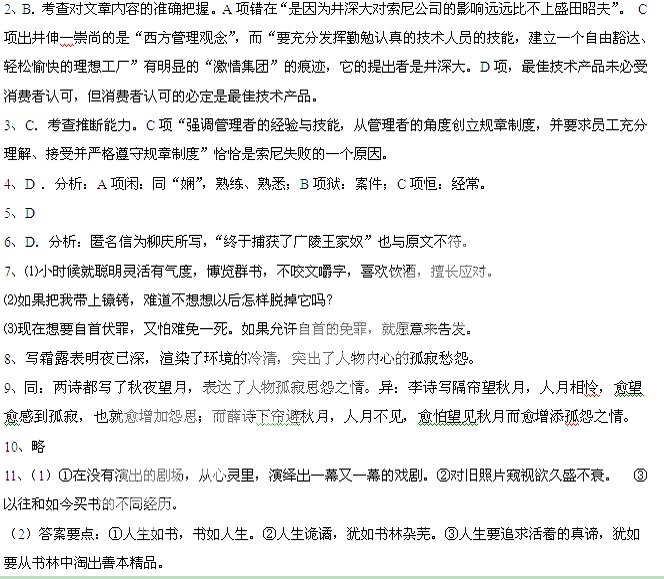 2、B. 考查对文章内容的准确把握。A 项错在“是因为井深大对索尼公司的影响远远比不上盛田昭夫”。 C
项出井伸一崇尚的是“西方管理观念”，而“要充分发挥勤勉认真的技术人员的技能，建立一个自由豁达、
轻松愉快的理想工厂”有明显的“激情集团”的痕迹，它的提出者是井深大。D 项，最佳技术产品未必受
消费者认可，但消费者认可的必定是最佳技术产品。
3、C. 考查推断能力。C 项“强调管理者的经验与技能，从管理者的角度创立规章制度，并要求员工充分
理解、接受并严格遵守规章制度”恰恰是索尼失败的一个原因。
4、D ．分析：A 项闲：同“娴”，熟练、熟悉；B 项狱：案件；C 项恒：经常。
5、D
6、D. 分析：匿名信为柳庆所写，“终于捕获了广陵王家奴”也与原文不符。
7、⑴小时候就聪明灵活有气度，博览群书，不咬文嚼字，喜欢饮酒，擅长应对。
⑵如果把我带上镣铐，难道不想想以后怎样脱掉它吗?
⑶现在想要自首伏罪，又怕难免一死。如果允许自首的免罪，就愿意来告发。
8、写霜露表明夜已深，渲染了环境的冷清，突出了人物内心的孤寂愁怨。
9、同：两诗都写了秋夜望月，表达了人物孤寂思怨之情。异：李诗写隔帘望秋月，人月相怜，愈望
愈感到孤寂，也就愈增加怨思；而薛诗下帘避秋月，人月不见，愈怕望见秋月而愈增添孤怨之情。
10、略
11、（1）①在没有演出的剧场，从心灵里，演绎出一幕又一幕的戏剧。②对旧照片窥视欲久盛不衰。 ③
以往和如今买书的不同经历。
（2）答案要点：①人生如书，书如人生。②人生诡谲，犹如书林杂芜。③人生要追求活着的真谛，犹如
要从书林中淘出善本精品。